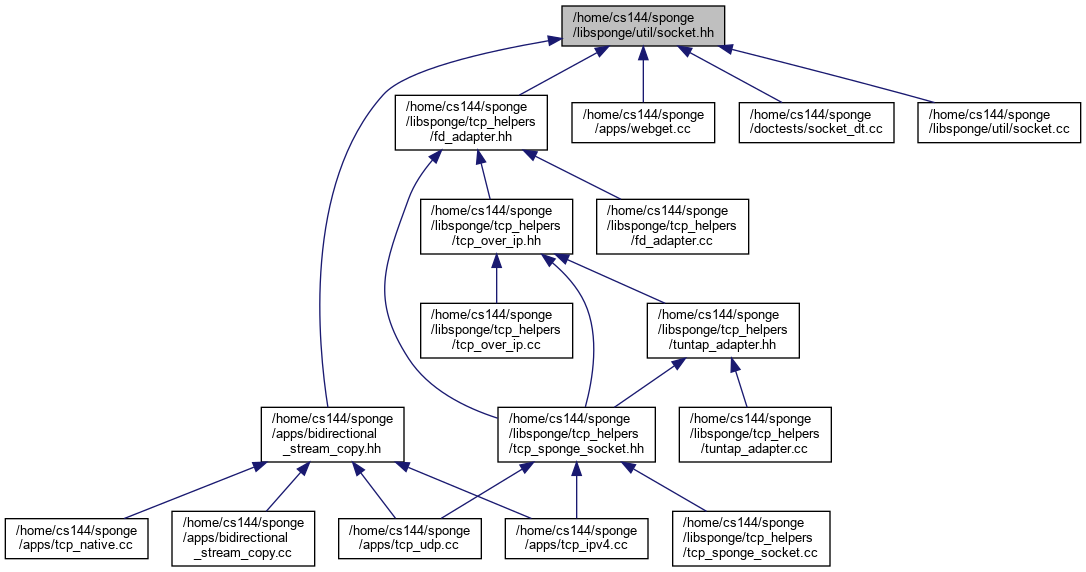 /home/cs144/sponge
/libsponge/util/socket.hh
/home/cs144/sponge
/libsponge/tcp_helpers
/fd_adapter.hh
/home/cs144/sponge
/apps/webget.cc
/home/cs144/sponge
/doctests/socket_dt.cc
/home/cs144/sponge
/libsponge/util/socket.cc
/home/cs144/sponge
/libsponge/tcp_helpers
/tcp_over_ip.hh
/home/cs144/sponge
/libsponge/tcp_helpers
/fd_adapter.cc
/home/cs144/sponge
/libsponge/tcp_helpers
/tcp_over_ip.cc
/home/cs144/sponge
/libsponge/tcp_helpers
/tuntap_adapter.hh
/home/cs144/sponge
/apps/bidirectional
_stream_copy.hh
/home/cs144/sponge
/libsponge/tcp_helpers
/tcp_sponge_socket.hh
/home/cs144/sponge
/libsponge/tcp_helpers
/tuntap_adapter.cc
/home/cs144/sponge
/apps/tcp_native.cc
/home/cs144/sponge
/apps/bidirectional
_stream_copy.cc
/home/cs144/sponge
/apps/tcp_udp.cc
/home/cs144/sponge
/apps/tcp_ipv4.cc
/home/cs144/sponge
/libsponge/tcp_helpers
/tcp_sponge_socket.cc